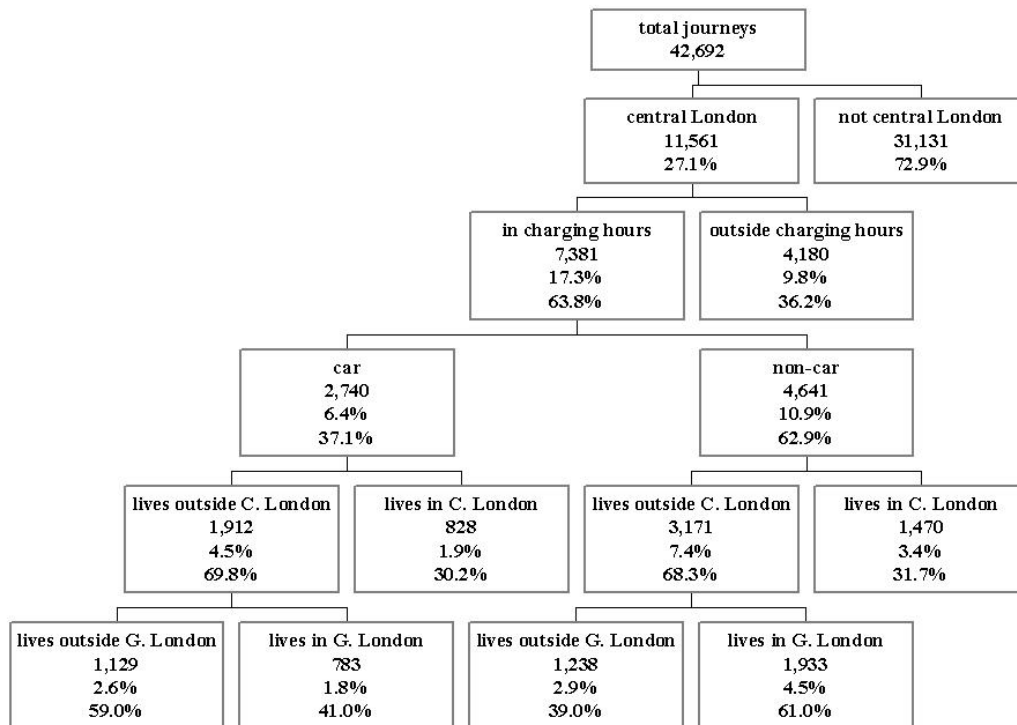 total journeys
42,692
central London
11,561
27.1%
not central London
31,131
72.9%
in charging hours
7,381
17.3%
63.8%
outside charging hours
4,180
9.8%
36.2%
car
2,740
6.4%
37.1%
non-car
4,641
10.9%
62.9%
lives outside C. London
1,912
4.5%
69.8%
lives in C. London
828
1.9%
30.2%
lives outside C. London
3,171
7.4%
68.3%
lives in C. London
1,470
3.4%
31.7%
lives outside G. London
1,129
2.6%
59.0%
lives in G. London
783
1.8%
41.0%
lives outside G. London
1,238
2.9%
39.0%
lives in G. London
1,933
4.5%
61.0%